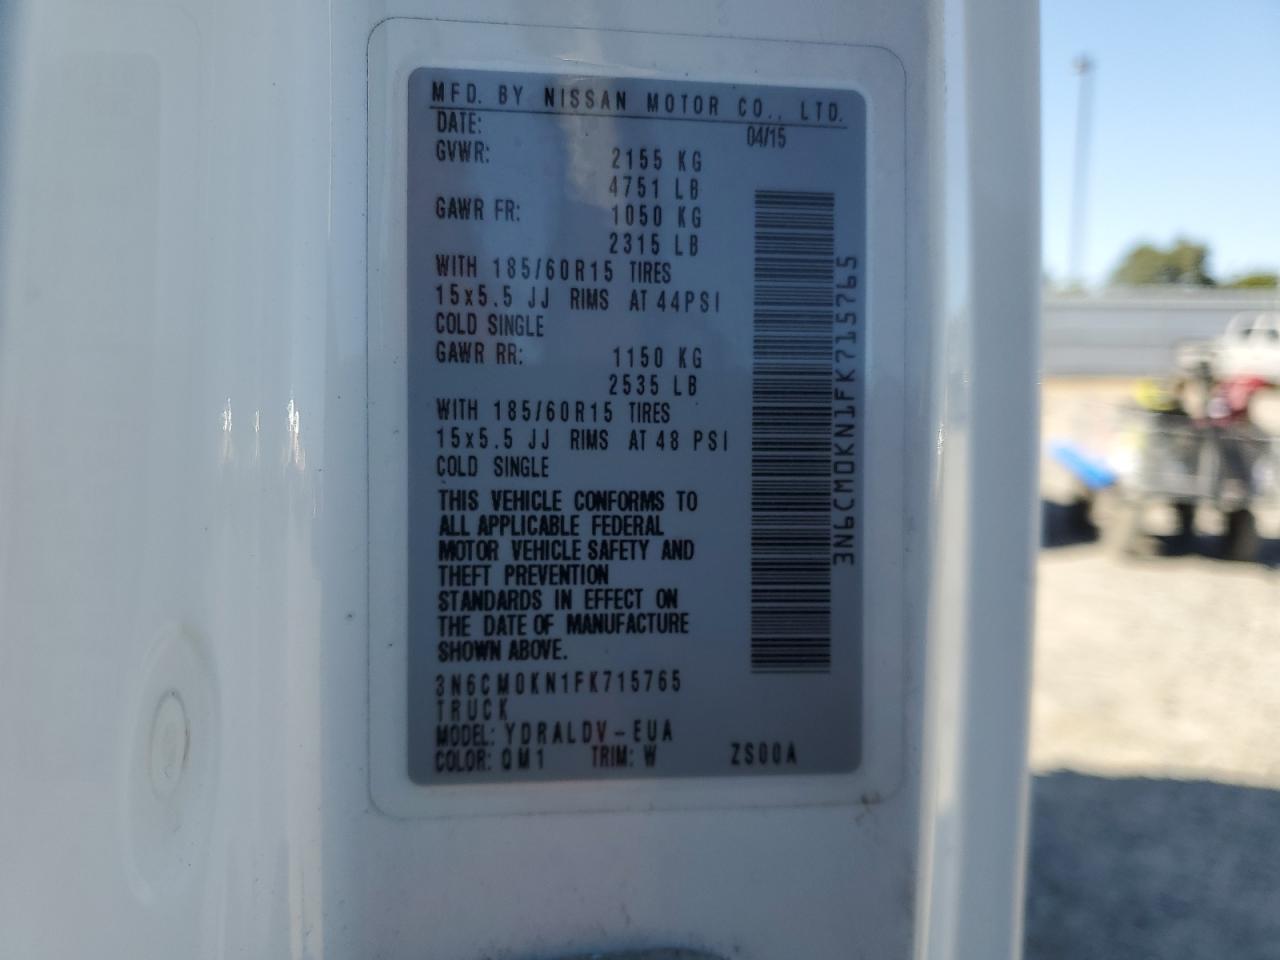 MFD. BY NISSAN MOTOR CO., LTD.
DATE: 04/15
GVWR: 2155 KG
4751 LB
GAWR FR: 1050 KG
2315 LB
WITH 185/60R15 TIRES
15x5.5 JJ RIMS AT 44PSI
COLD SINGLE
GAWR RR: 1150 KG
2535 LB
WITH 185/60R15 TIRES
15x5.5 JJ RIMS AT 48 PSI
COLD SINGLE
THIS VEHICLE CONFORMS TO
ALL APPLICABLE FEDERAL
MOTOR VEHICLE SAFETY AND
THEFT PREVENTION
STANDARDS IN EFFECT ON
THE DATE OF MANUFACTURE
SHOWN ABOVE.
3N6CM0KN1FK715765
TRUCK
MODEL: YDRALDV-EUA
COLOR: QM1 TRIM: W ZS00A
3N6CM0KN1FK715765